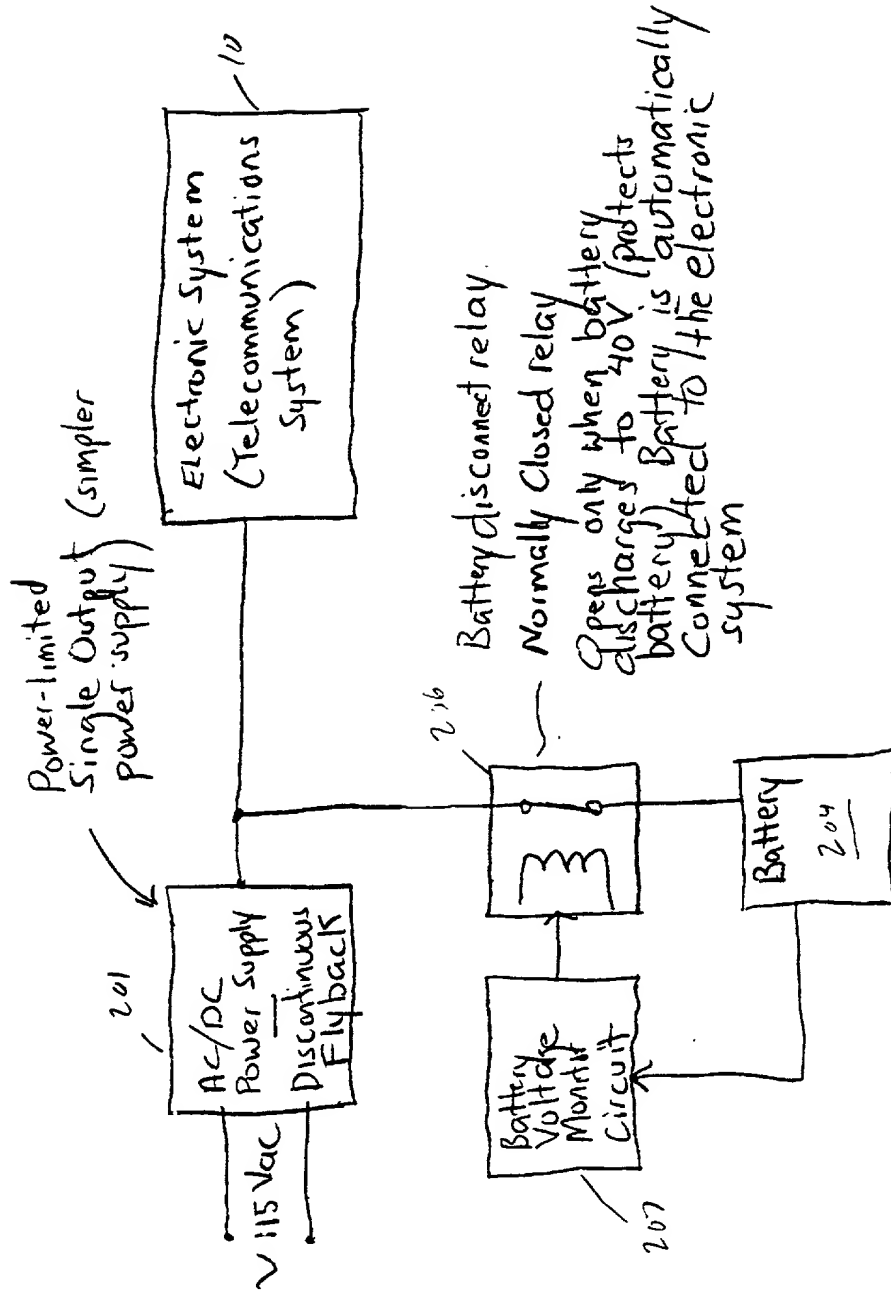 Power-limited
Single Output (simpler
power supply)
201
AC/DC
Power Supply
Discontinuous
Flyback
115 Vac
10
Electronic System
(Telecommunications
System)
Battery disconnect relay.
Normally Closed relay
Opens only when battery
discharges to 40V (protects
battery) Battery is automatically
Connected to the electronic
system
206
Battery
Voltage
Monitor
Circuit
207
Battery
204